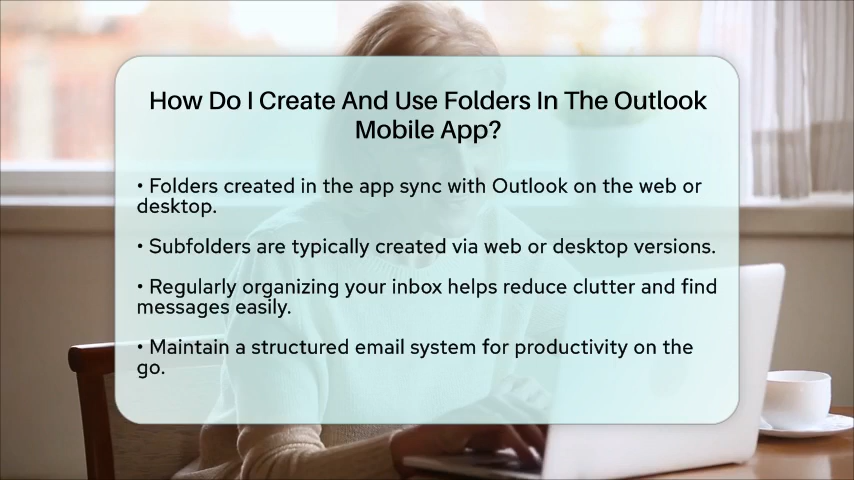 How Do I Create And Use Folders In The Outlook
Mobile App?
• Folders created in the app sync with Outlook on the web or
desktop.
• Subfolders are typically created via web or desktop versions.
• Regularly organizing your inbox helps reduce clutter and find
messages easily.
• Maintain a structured email system for productivity on the
go.